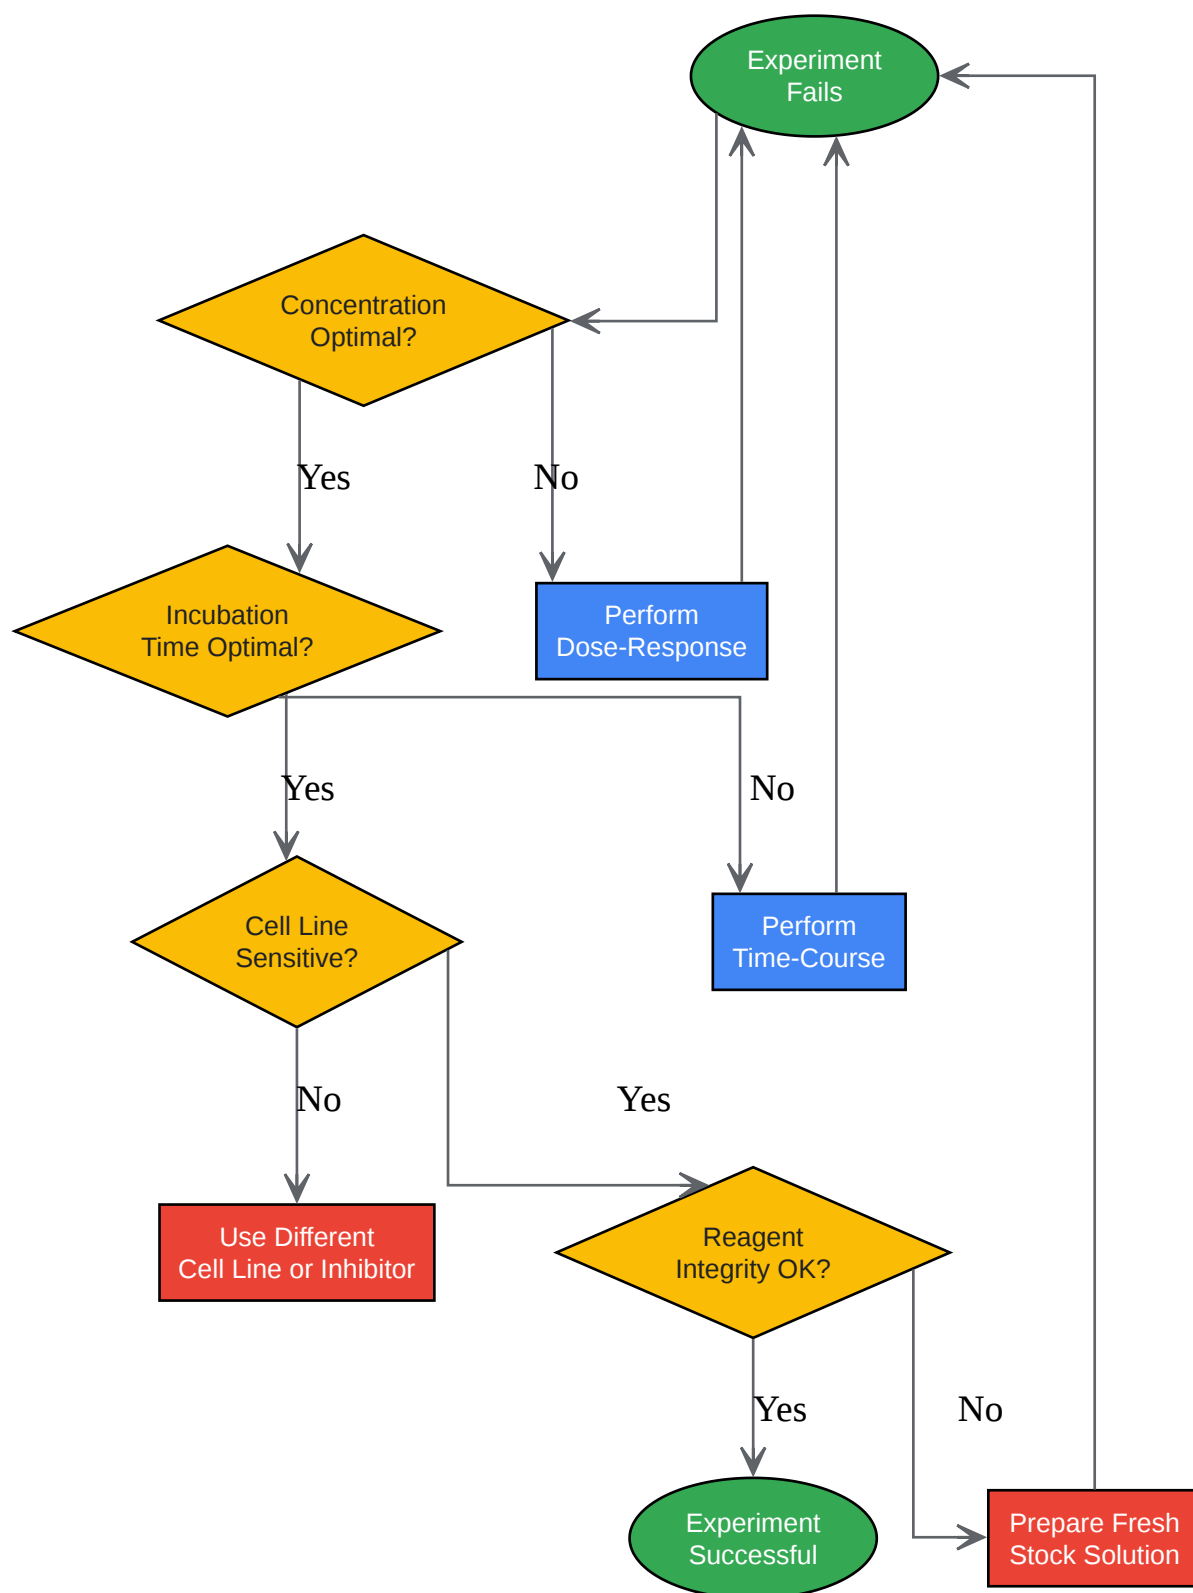 Experiment
Fails
Concentration
Optimal?
Yes
No
Incubation
Time Optimal?
Perform
Dose-Response
Yes
No
Cell Line
Sensitive?
Perform
Time-Course
No
Yes
Use Different
Cell Line or Inhibitor
Reagent
Integrity OK?
Yes
No
Experiment
Successful
Prepare Fresh
Stock Solution